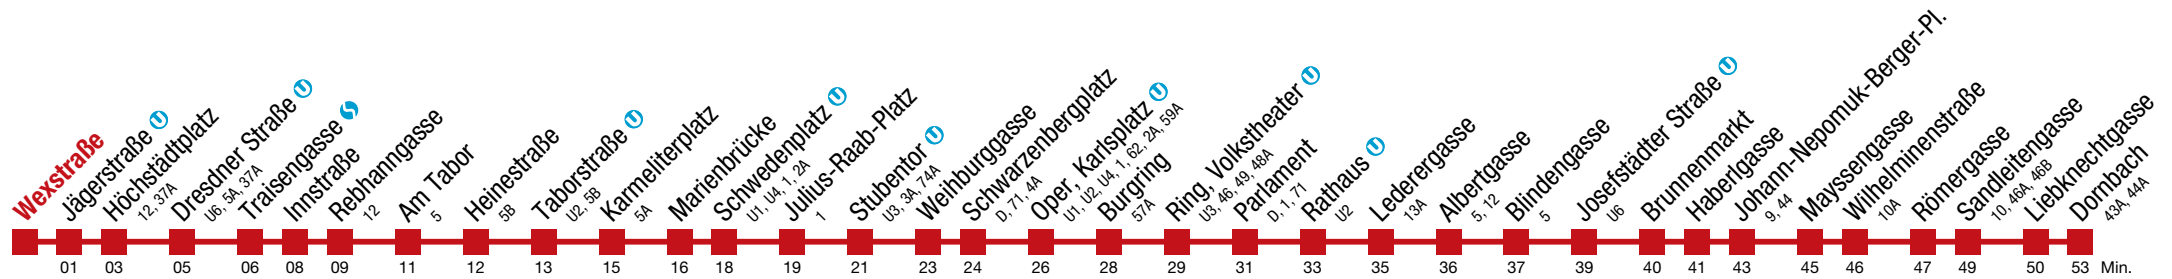 Wexstraße
Jägerstraße U
Höchstädtplatz
12, 37A
Dresdner Straße U
U6, 5A, 37A
Traisengasse S
Innstraße
Rebhanngasse
12
Am Tabor
5
Heinestraße
5B
Taborstraße U
U2, 5B
Karmeliterplatz
5A
Marienbrücke
Schwedenplatz U
U1, U4, 1, 2A
Julius-Raab-Platz
1
Stubentor U
U3, 3A, 74A
Weihburggasse
Schwarzenbergplatz
D, 71, 4A
Oper, Karlsplatz U
U1, U2, U4, 1, 62, 2A, 59A
Burgring
57A
Ring, Volkstheater U
U3, 46, 49, 48A
Parlament
D, 1, 71
Rathaus U
U2
Lederergasse
13A
Albertgasse
5, 12
Blindengasse
5
Josefstädter Straße U
U6
Brunnenmarkt
Haberlgasse
Johann-Nepomuk-Berger-Pl.
9, 44
Mayssengasse
Wilhelminenstraße
10A
Römergasse
Sandleitengasse
10, 46A, 46B
Liebknechtgasse
Dornbach
43A, 44A
01 03 05 06 08 09 11 12 13 15 16 18 19 21 23 24 26 28 29 31 33 35 36 37 39 40 41 43 45 46 47 49 50 53 Min.